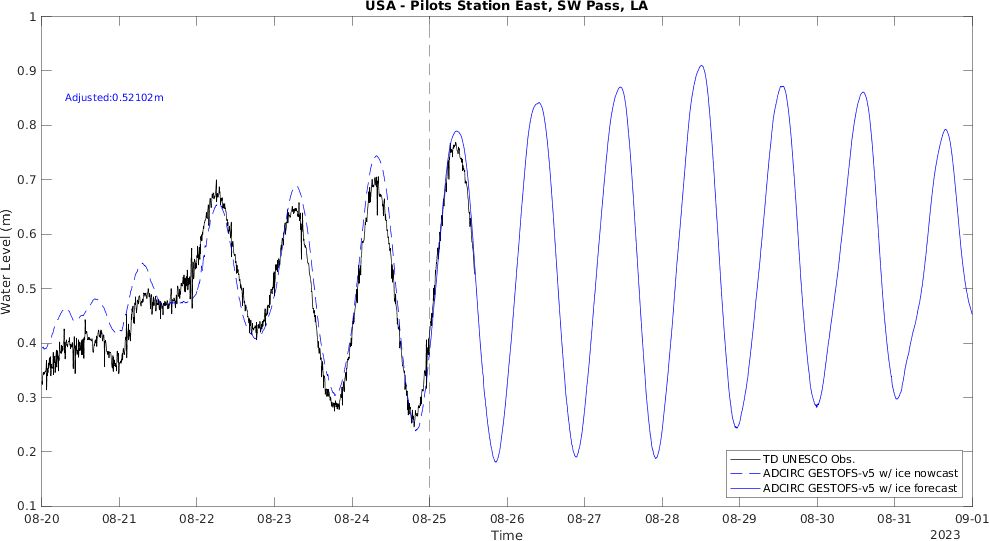 USA - Pilots Station East, SW Pass, LA
1
0.9
Adjusted:0.52102m
0.8
0.7
0.6
Water Level (m)
0.5
0.4
0.3
0.2
0.1
TD UNESCO Obs.
ADCIRC GESTOFS-v5 w/ ice nowcast
ADCIRC GESTOFS-v5 w/ ice forecast
08-20 08-21 08-22 08-23 08-24 08-25 08-26 08-27 08-28 08-29 08-30 08-31 09-01
Time
2023